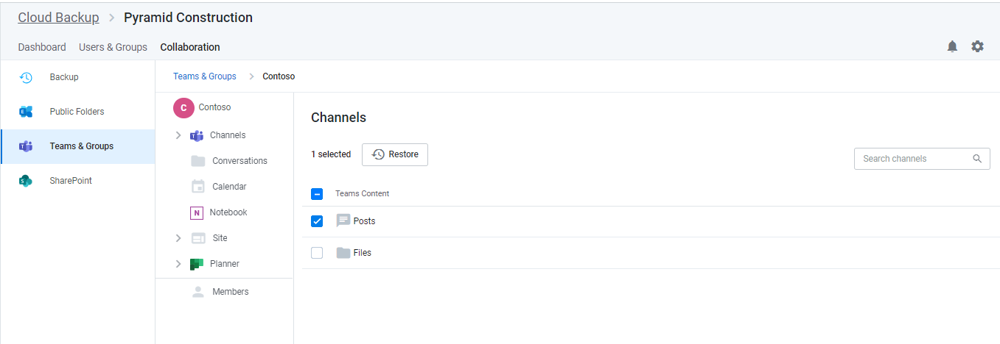 Cloud Backup > Pyramid Construction
Dashboard Users & Groups Collaboration
Backup
Public Folders
Teams & Groups
SharePoint
Teams & Groups > Contoso
C Contoso
Channels
Conversations
Calendar
N Notebook
Site
Planner
Members
Channels
1 selected Restore
Search channels
Teams Content
Posts
Files